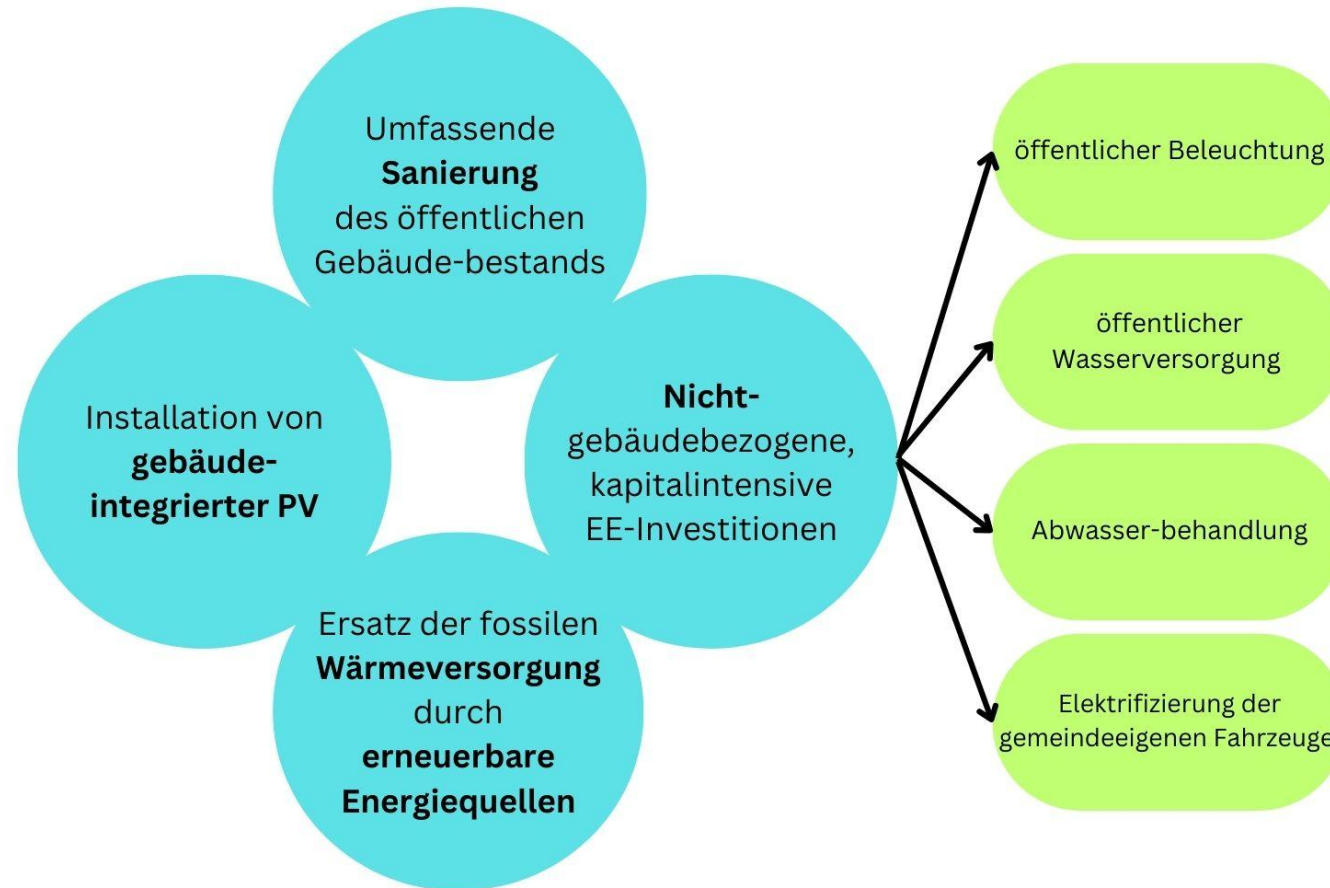 Umfassende
Sanierung
des öffentlichen
Gebäude-bestands
Installation von
gebäude-
integrierter PV
Nicht-
gebäudebezogene,
kapitalintensive
EE-Investitionen
Ersatz der fossilen
Wärmeversorgung
durch
erneuerbare
Energiequellen
öffentlicher Beleuchtung
öffentlicher
Wasserversorgung
Abwasser-behandlung
Elektrifizierung der
gemeindeeigenen Fahrzeuge